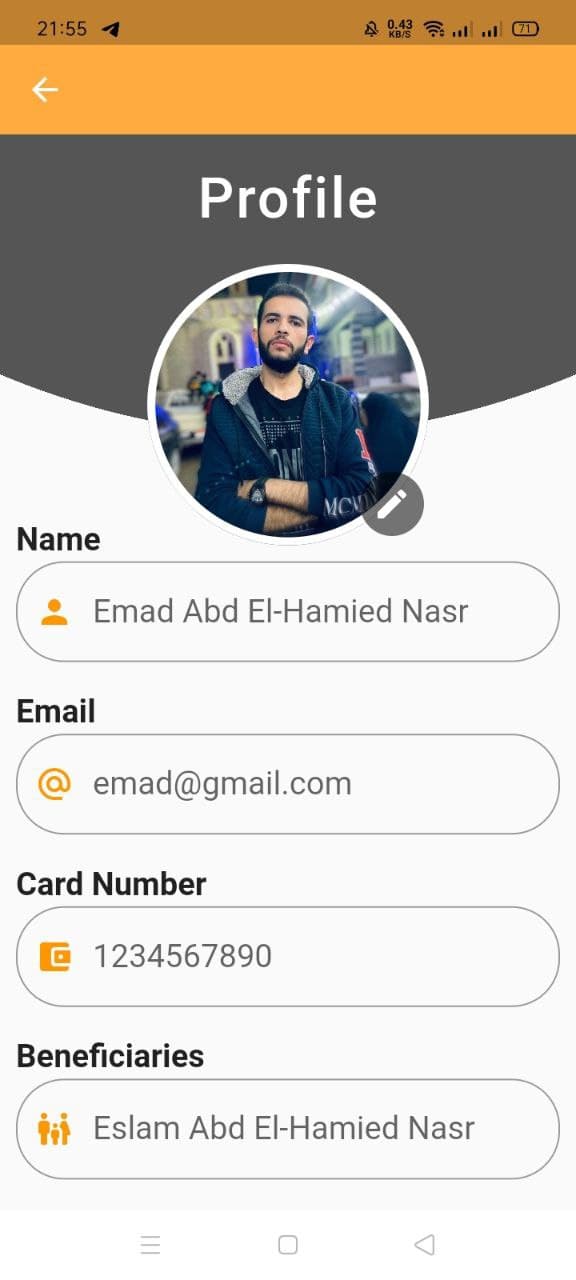 21:55
0.43
KB/S
71
Profile
MCM
Name
Emad Abd El-Hamied Nasr
Email
emad@gmail.com
Card Number
1234567890
Beneficiaries
Eslam Abd El-Hamied Nasr